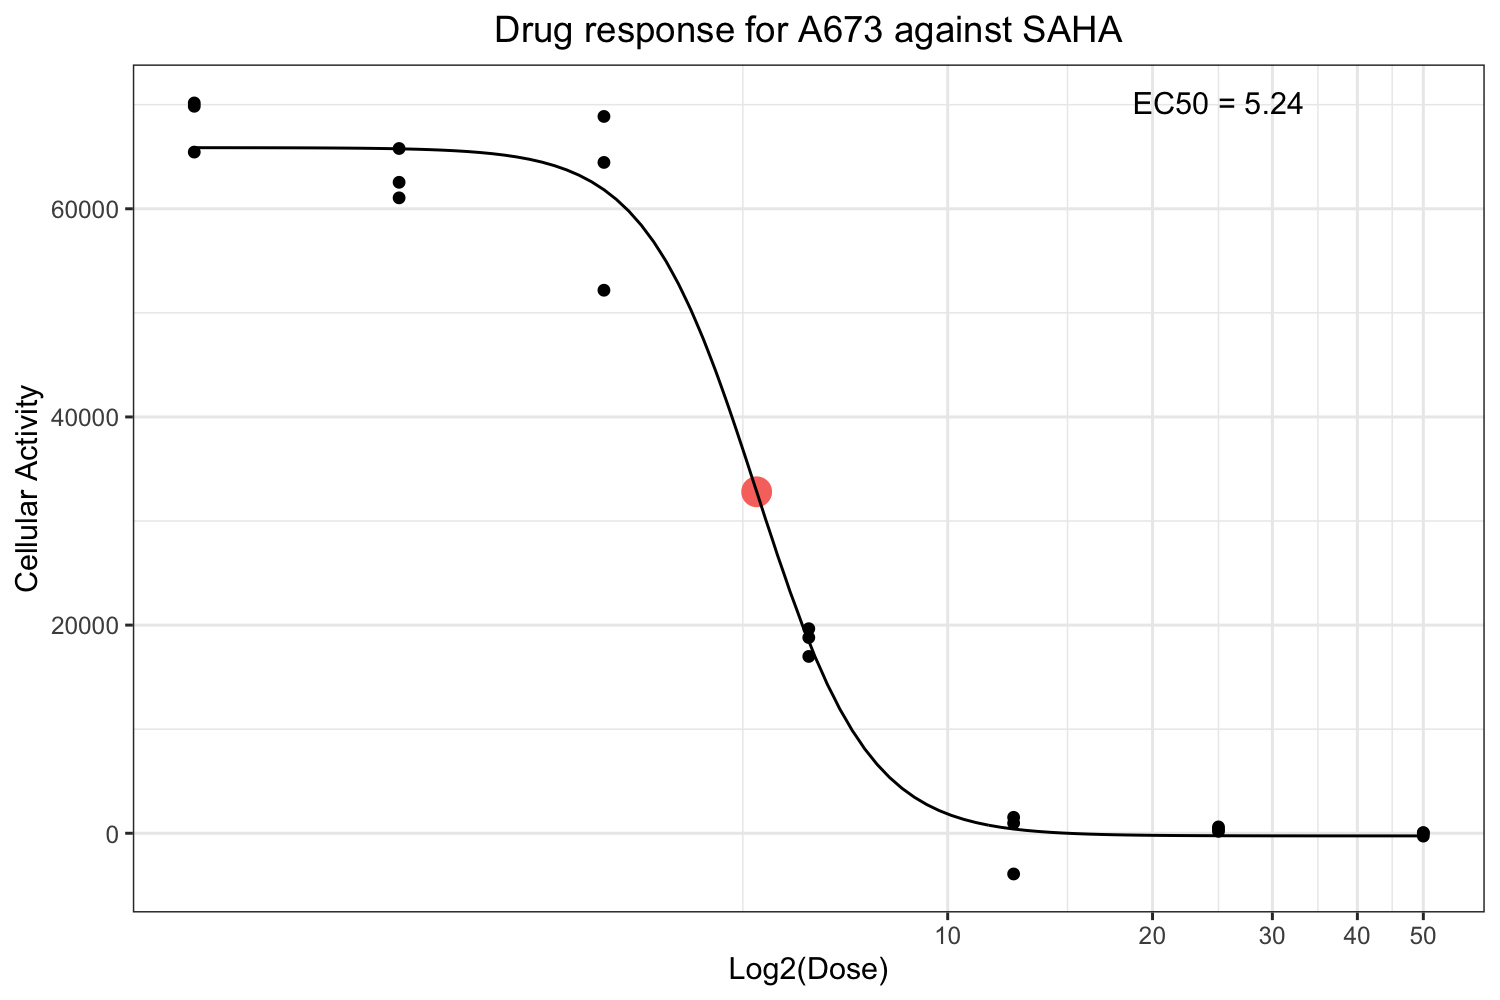 Drug response for A673 against SAHA
EC50 = 5.24
Cellular Activity
60000
40000
20000
0
10 20 30 40 50
Log2(Dose)